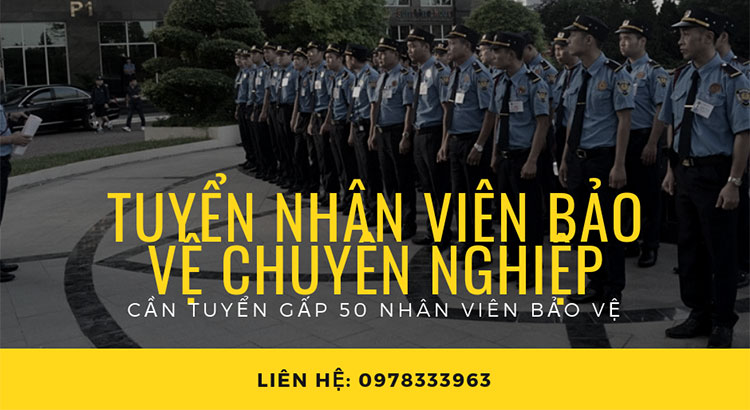 P1
TUYỂN NHÂN VIÊN BẢO
VỆ CHUYÊN NGHIỆP
CẦN TUYỂN GẤP 50 NHÂN VIÊN BẢO VỆ
LIÊN HỆ: 0978333963